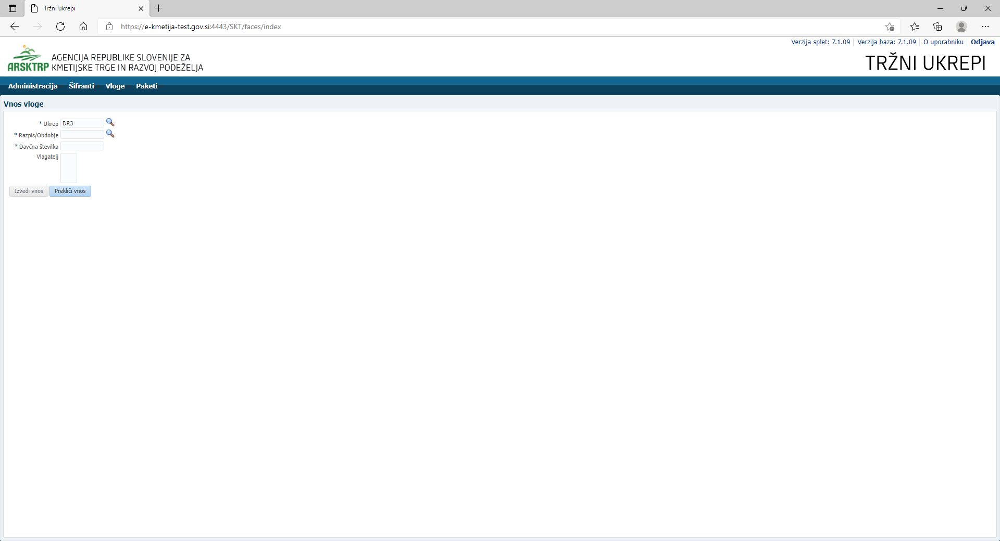 Tržni ukrepi
https://e-kmetija-test.gov.si:4443/SKT/faces/index
Verzija splet: 7.1.09 Verzija baza: 7.1.09 O uporabniku Odjava
ARSKTRP AGENCIJA REPUBLIKE SLOVENIJE ZA
KMETIJSKE TRGE IN RAZVOJ PODEŽELJA
TRŽNI UKREPI
Administracija Šifranti Vloge Paketi
Vnos vloge
* Ukrep DR3
* Razpis/Obdobje
* Davčna številka
Vlagatelj
Izvedi vnos Prekliči vnos